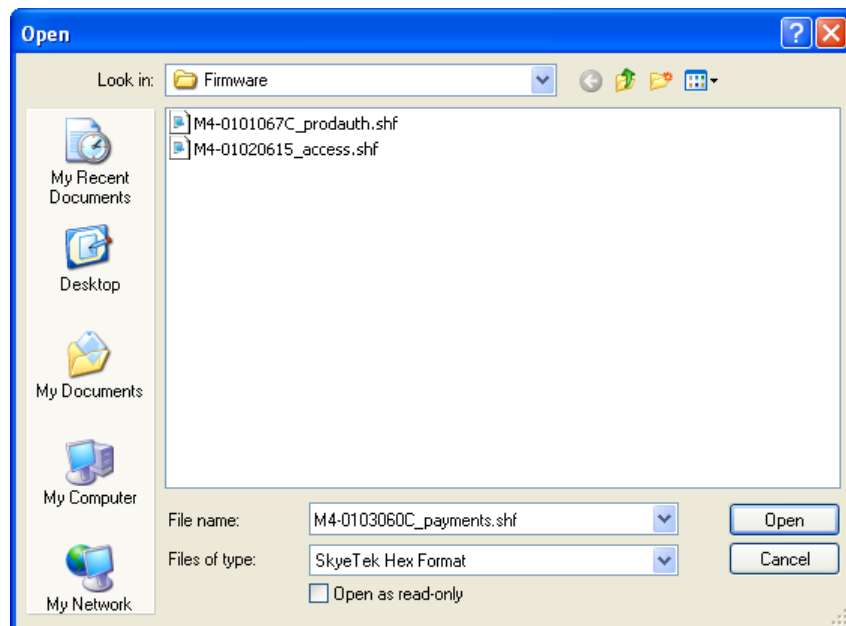 Open
Look in:
Firmware
M4-0101067C_prodauth.shf
M4-01020615_access.shf
My Recent
Documents
Desktop
My Documents
My Computer
My Network
File name:
M4-0103060C_payments.shf
Open
Files of type:
SkyeTek Hex Format
Cancel
Open as read-only